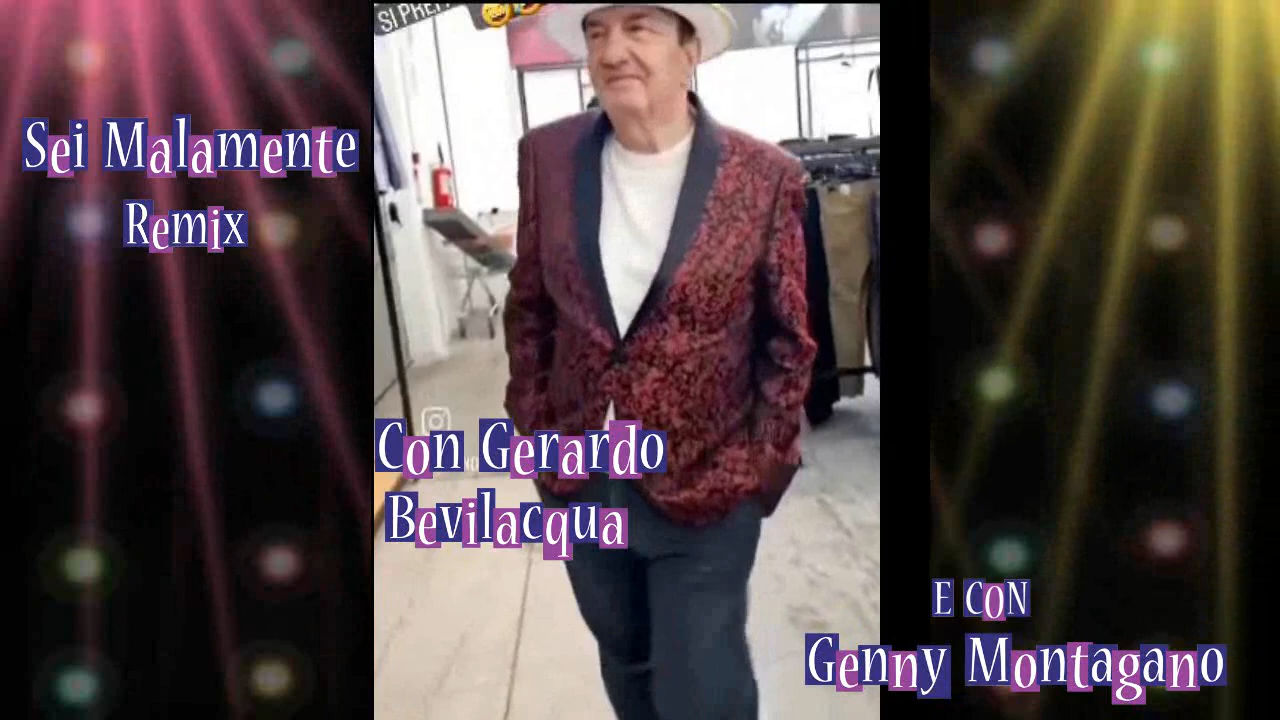 Sei Malamente
Remix
Con Gerardo
Bevilacqua
E CON
Genny Montagano